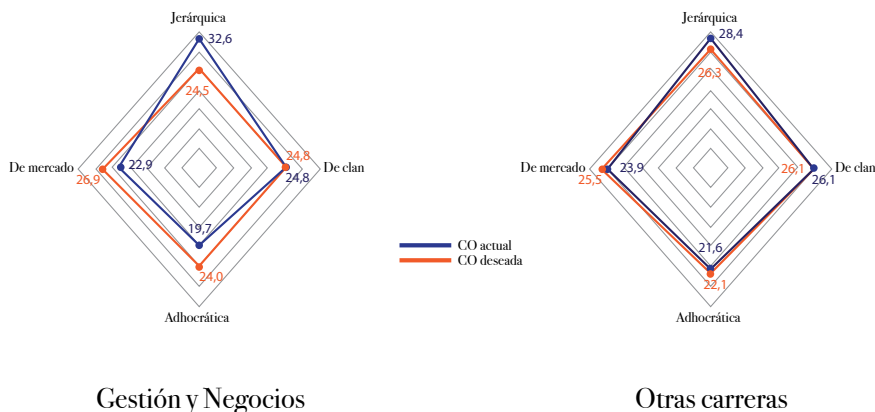 Jerárquica
32,6
24,5
De mercado
22,9
26,9
24,8
De clan
24,8
19,7
24,0
Adhocrática
CO actual
CO deseada
Jerárquica
28,4
26,3
De mercado
23,9
25,5
26,1
De clan
26,1
21,6
22,1
Adhocrática
Gestión y Negocios
Otras carreras